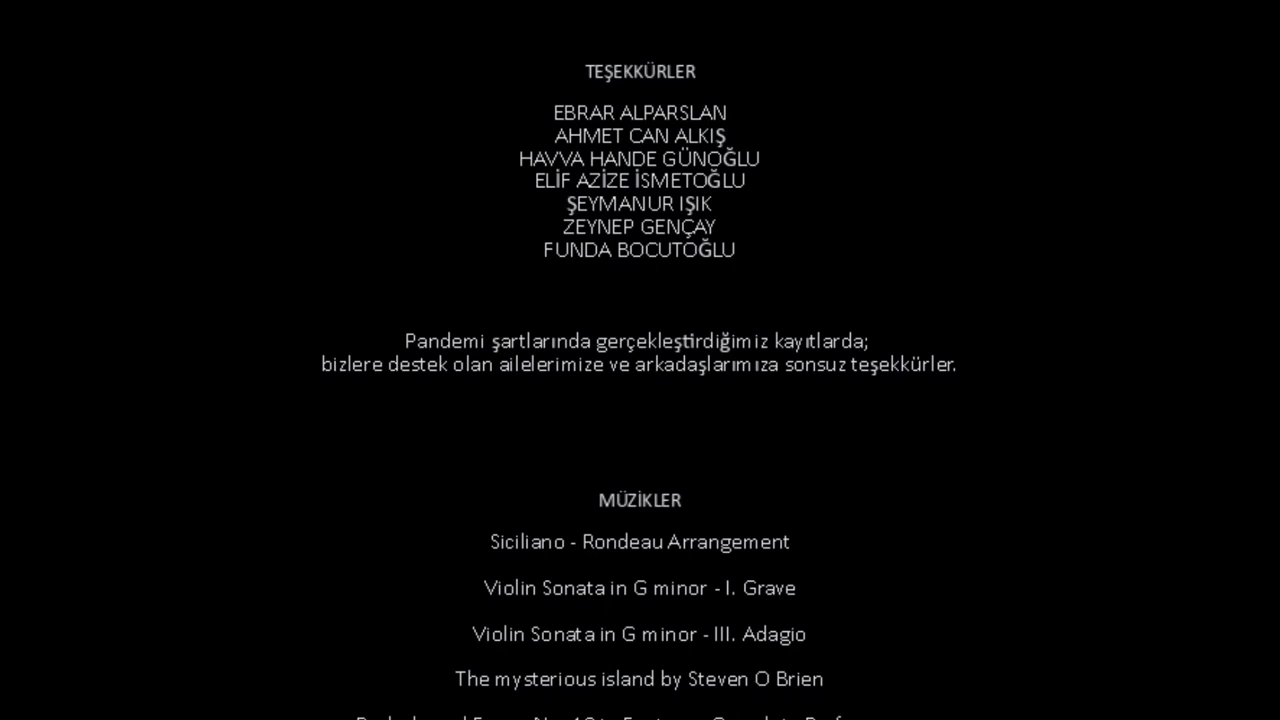 TEŞEKKÜRLER
EBRAR ALPARSLAN
AHMET CAN ALKIŞ
HAVVA HANDE GÜNOĞLU
ELİF AZİZE İSMETOĞLU
ŞEYMANUR IŞIK
ZEYNEP GENÇAY
FUNDA BOCUTOĞLU
Pandemi şartlarında gerçekleştirdiğimiz kayıtlarda;
bizlere destek olan ailelerimize ve arkadaşlarımıza sonsuz teşekkürler.
MÜZİKLER
Siciliano - Rondeau Arrangement
Violin Sonata in G minor - I. Grave
Violin Sonata in G minor - III. Adagio
The mysterious island by Steven O Brien